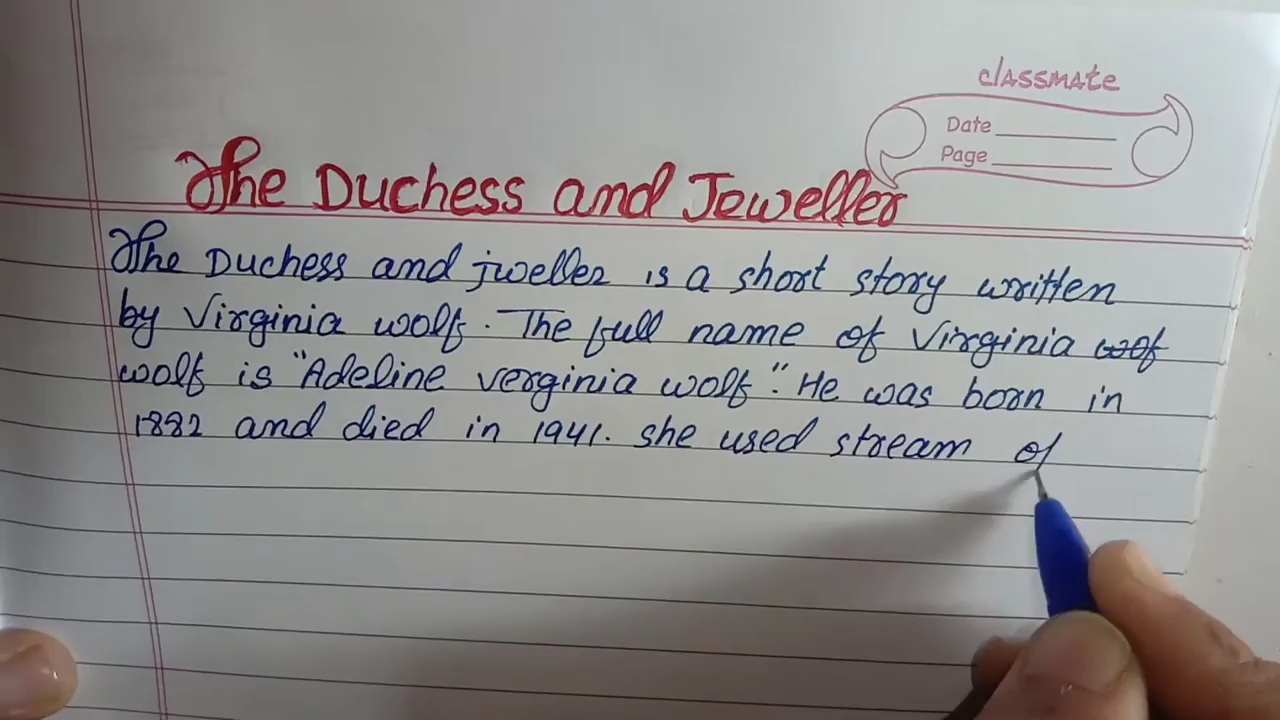 classmate
Date
Page
The Duchess and Jeweller
The Duchess and jweller is a short story written
by Virginia wolf. The full name of Virginia woof
wolf is "Adeline verginia wolf". He was born in
1882 and died in 1941. she used stream of